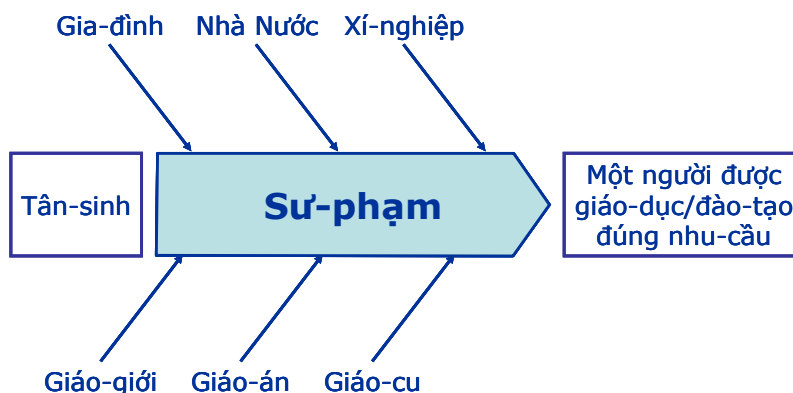 Gia-đình Nhà Nước Xí-nghiệp
Tân-sinh
Sư-phạm
Một người được
giáo-dục/đào-tạo
đúng nhu-cầu
Giáo-giới Giáo-án Giáo-cu